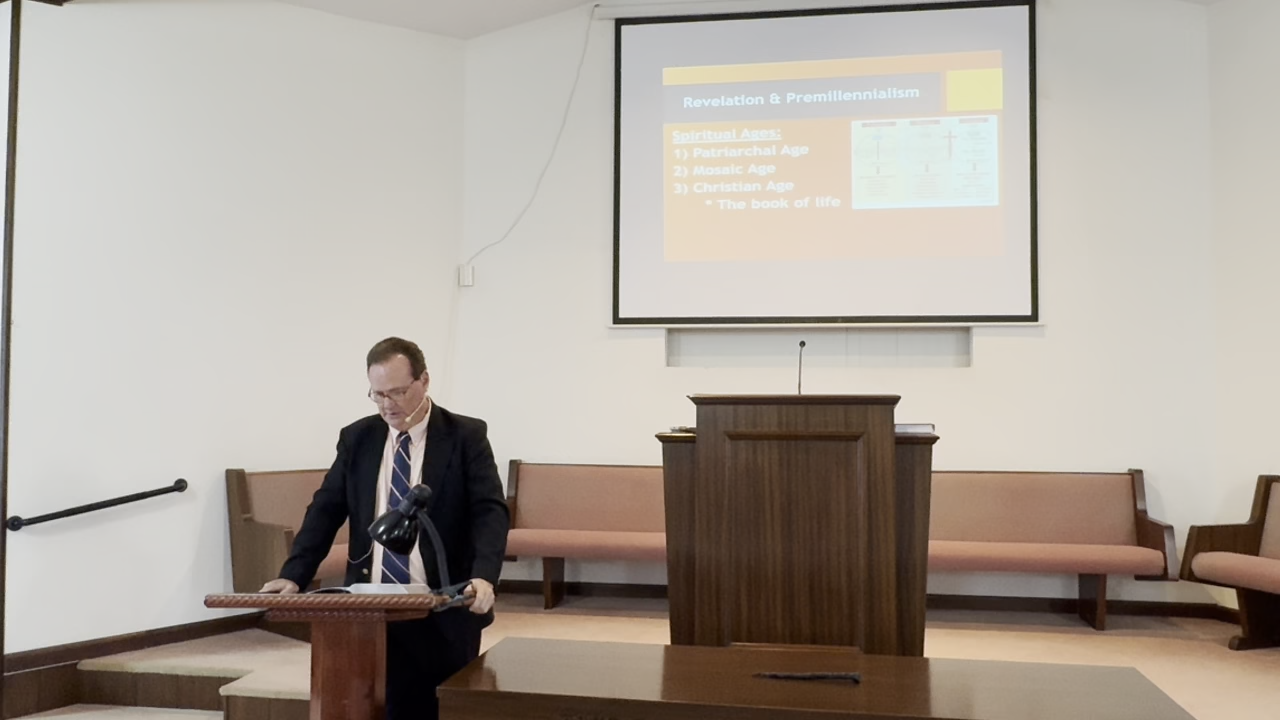 Revelation & Premillennialism
Spiritual Ages:
1) Patriarchal Age
2) Mosaic Age
3) Christian Age
* The book of life